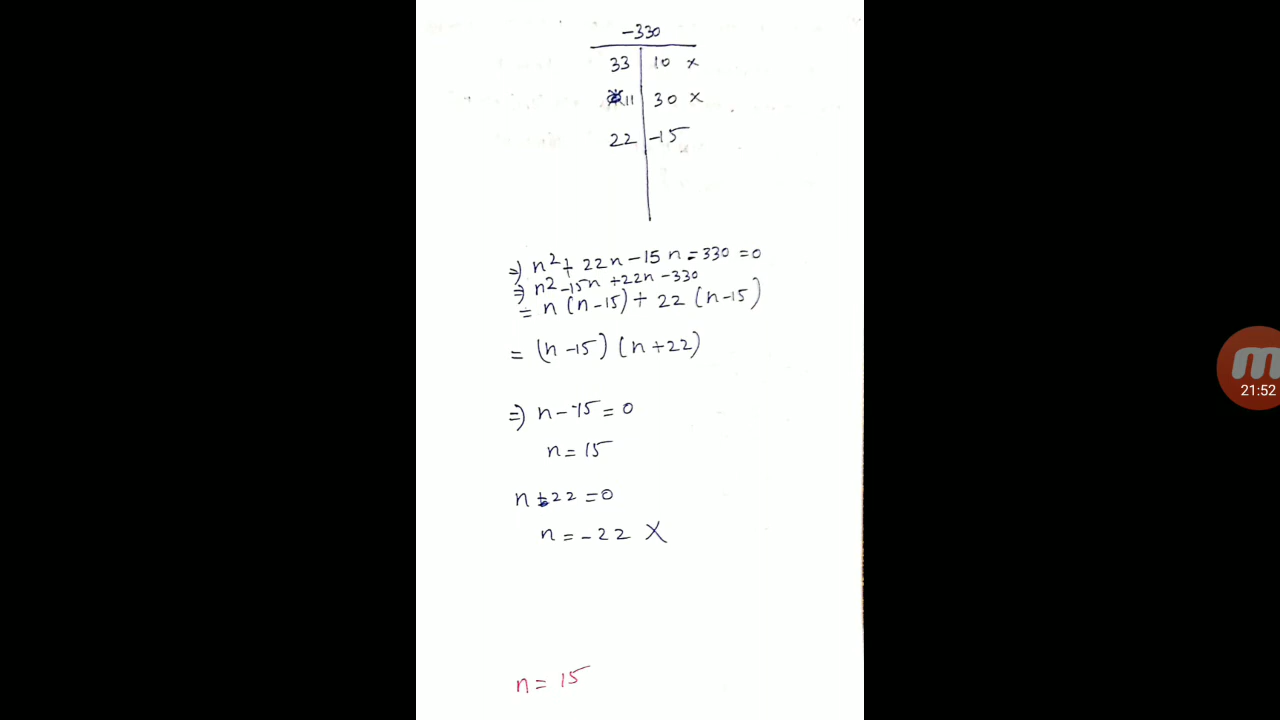 -330
33 | 10 ×
11 | 30 ×
22 | -15
⇒) n² + 22n - 15 n - 330 = 0
⇒ n² - 15n + 22n - 330
= n (n-15) + 22 (n-15)
= (n-15) (n+22)
⇒) n - 15 = 0
n = 15
n + 22 = 0
n = -22 X
n = 15
21:52